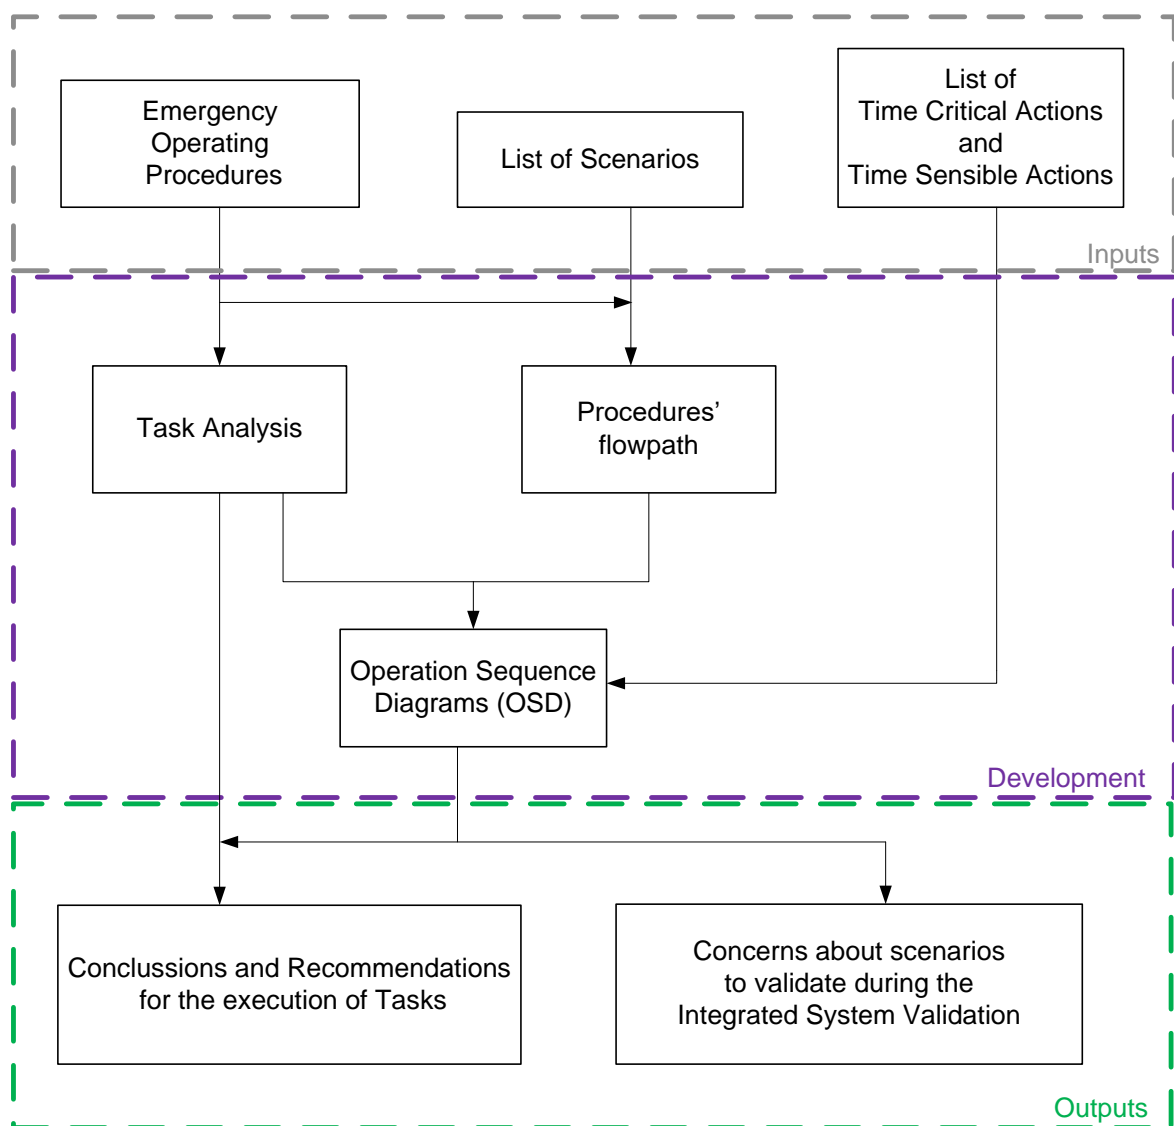 Emergency
Operating
Procedures
List of Scenarios
List of
Time Critical Actions
and
Time Sensible Actions
Inputs
Task Analysis
Procedures’
flowpath
Operation Sequence
Diagrams (OSD)
Development
Conclussions and Recommendations
for the execution of Tasks
Concerns about scenarios
to validate during the
Integrated System Validation
Outputs